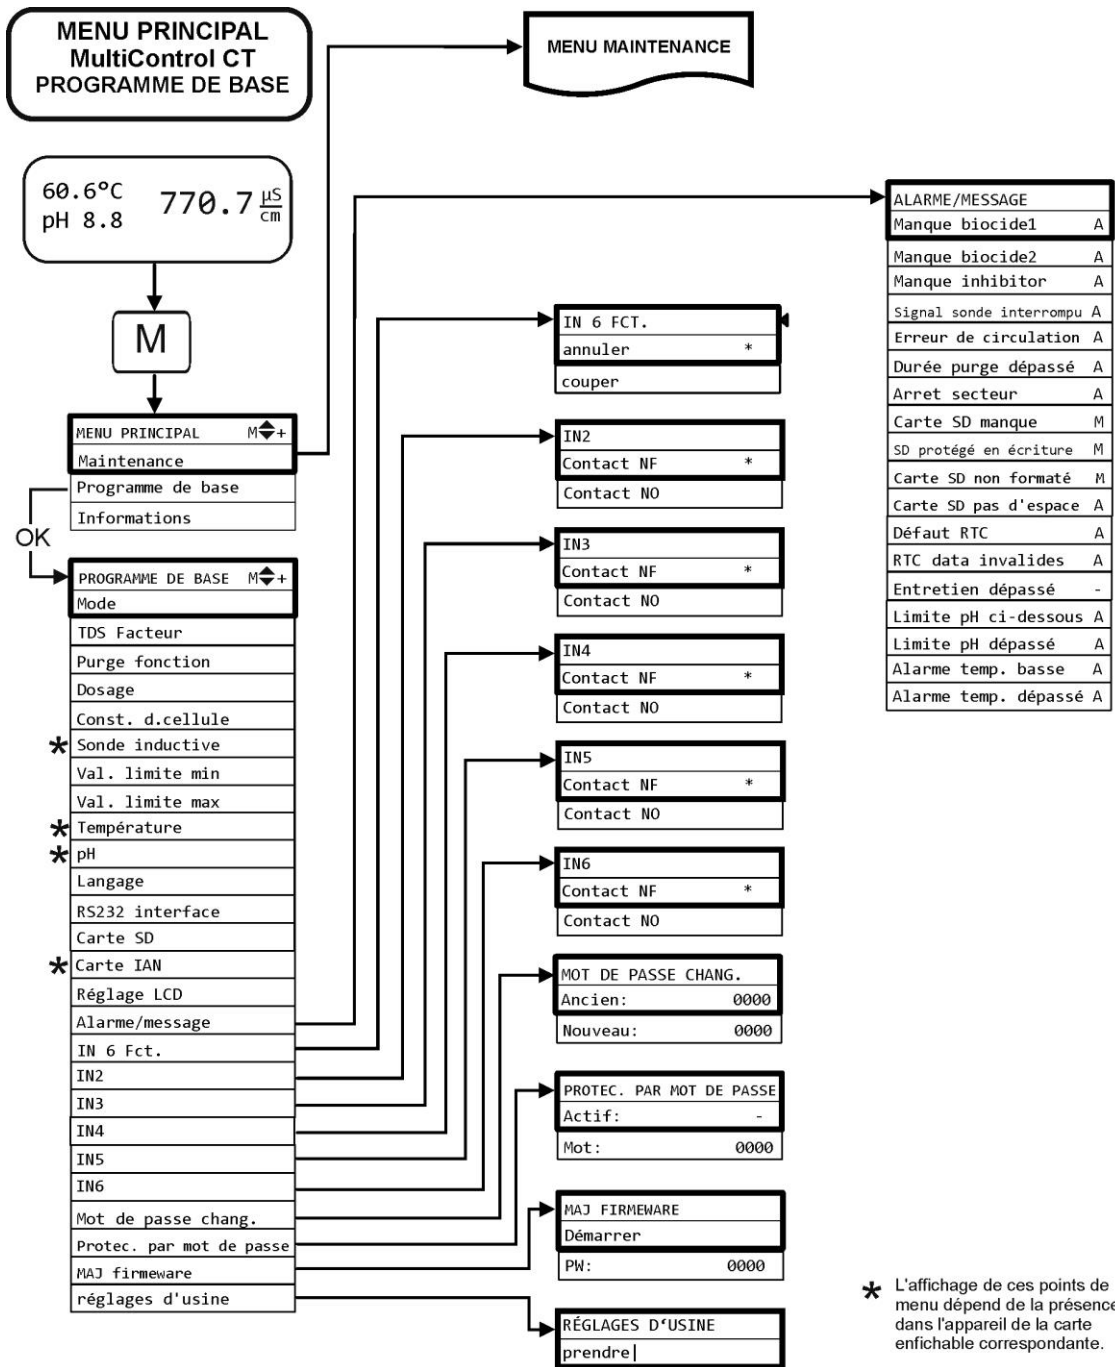 MENU PRINCIPAL
MultiControl CT
PROGRAMME DE BASE
MENU MAINTENANCE
60.6°C
pH 8.8
770.7 µS/cm
M
MENU PRINCIPAL M+
Maintenance
Programme de base
Informations
OK
PROGRAMME DE BASE M+
Mode
TDS Facteur
Purge fonction
Dosage
Const. d.cellule
* Sonde inductive
Val. limite min
Val. limite max
* Température
* pH
Langage
RS232 interface
Carte SD
* Carte IAN
Réglage LCD
Alarme/message
IN 6 Fct.
IN2
IN3
IN4
IN5
IN6
Mot de passe chang.
Protec. par mot de passe
MAJ firmeware
réglages d'usine
IN 6 FCT.
annuler *
couper
IN2
Contact NF *
Contact NO
IN3
Contact NF *
Contact NO
IN4
Contact NF *
Contact NO
IN5
Contact NF *
Contact NO
IN6
Contact NF *
Contact NO
MOT DE PASSE CHANG.
Ancien: 0000
Nouveau: 0000
PROTEC. PAR MOT DE PASSE
Actif: -
Mot: 0000
MAJ FIRMEWARE
Démarrer
PW: 0000
RÉGLAGES D‘USINE
prendre|
ALARME/MESSAGE
Manque biocide1 A
Manque biocide2 A
Manque inhibitor A
Signal sonde interrompu A
Erreur de circulation A
Durée purge dépassé A
Arret secteur A
Carte SD manque M
SD protégé en écriture M
Carte SD non formaté M
Carte SD pas d'espace A
Défaut RTC A
RTC data invalides A
Entretien dépassé -
Limite pH ci-dessous A
Limite pH dépassé A
Alarme temp. basse A
Alarme temp. dépassé A
* L'affichage de ces points de
menu dépend de la présence
dans l'appareil de la carte
enfichable correspondante.